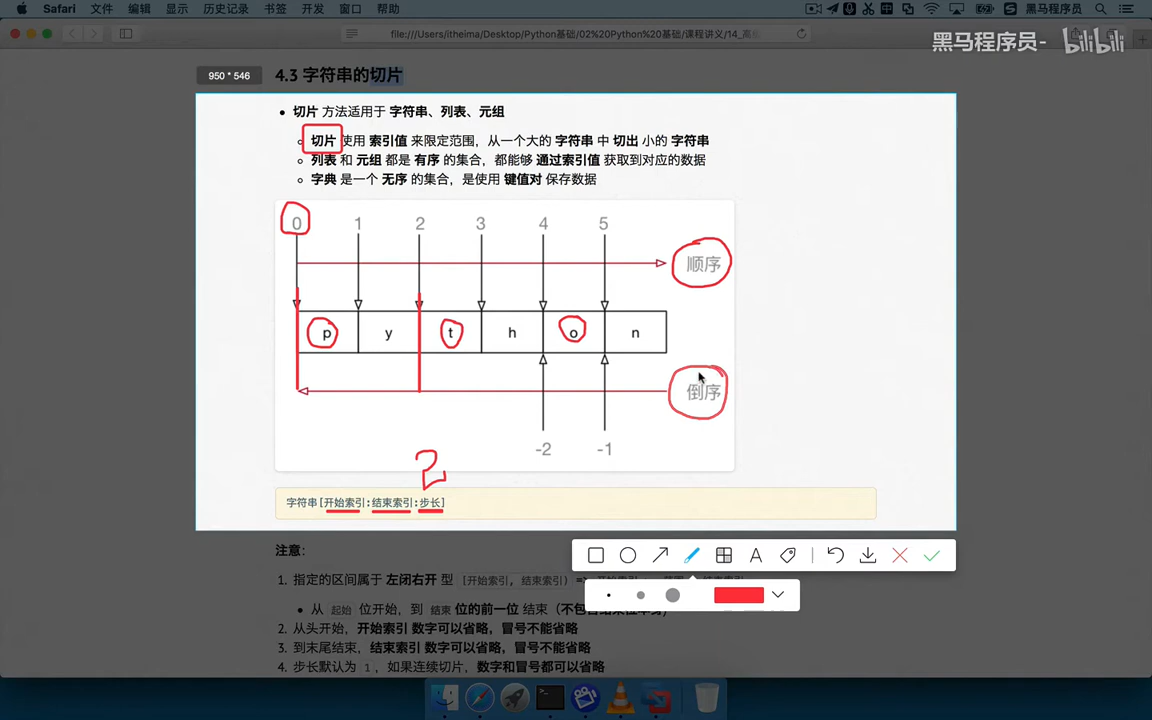 Safari 文件 编辑 显示 历史记录 书签 开发 窗口 帮助 黑马程序员
file:///Users/itheima/Desktop/Python基础/02%20Python%20基础/课程讲义/14_高
黑马程序员- bilibili
950 * 546
4.3 字符串的切片
切片 方法适用于 字符串、列表、元组
切片 使用 索引值 来限定范围，从一个大的 字符串 中 切出 小的 字符串
列表 和 元组 都是 有序 的集合，都能够 通过索引值 获取到对应的数据
字典 是一个 无序 的集合，是使用 键值对 保存数据
0 1 2 3 4 5
顺序
p y t h o n
倒序
-2 -1
2
字符串[开始索引:结束索引:步长]
注意：
1. 指定的区间属于 左闭右开 型 [开始索引, 结束索引) =>
从 起始 位开始，到 结束 位的前一位 结束（不包含结束位本身）
2. 从头开始，开始索引 数字可以省略，冒号不能省略
3. 到末尾结束，结束索引 数字可以省略，冒号不能省略
4. 步长默认为 1，如果连续切片，数字和冒号都可以省略